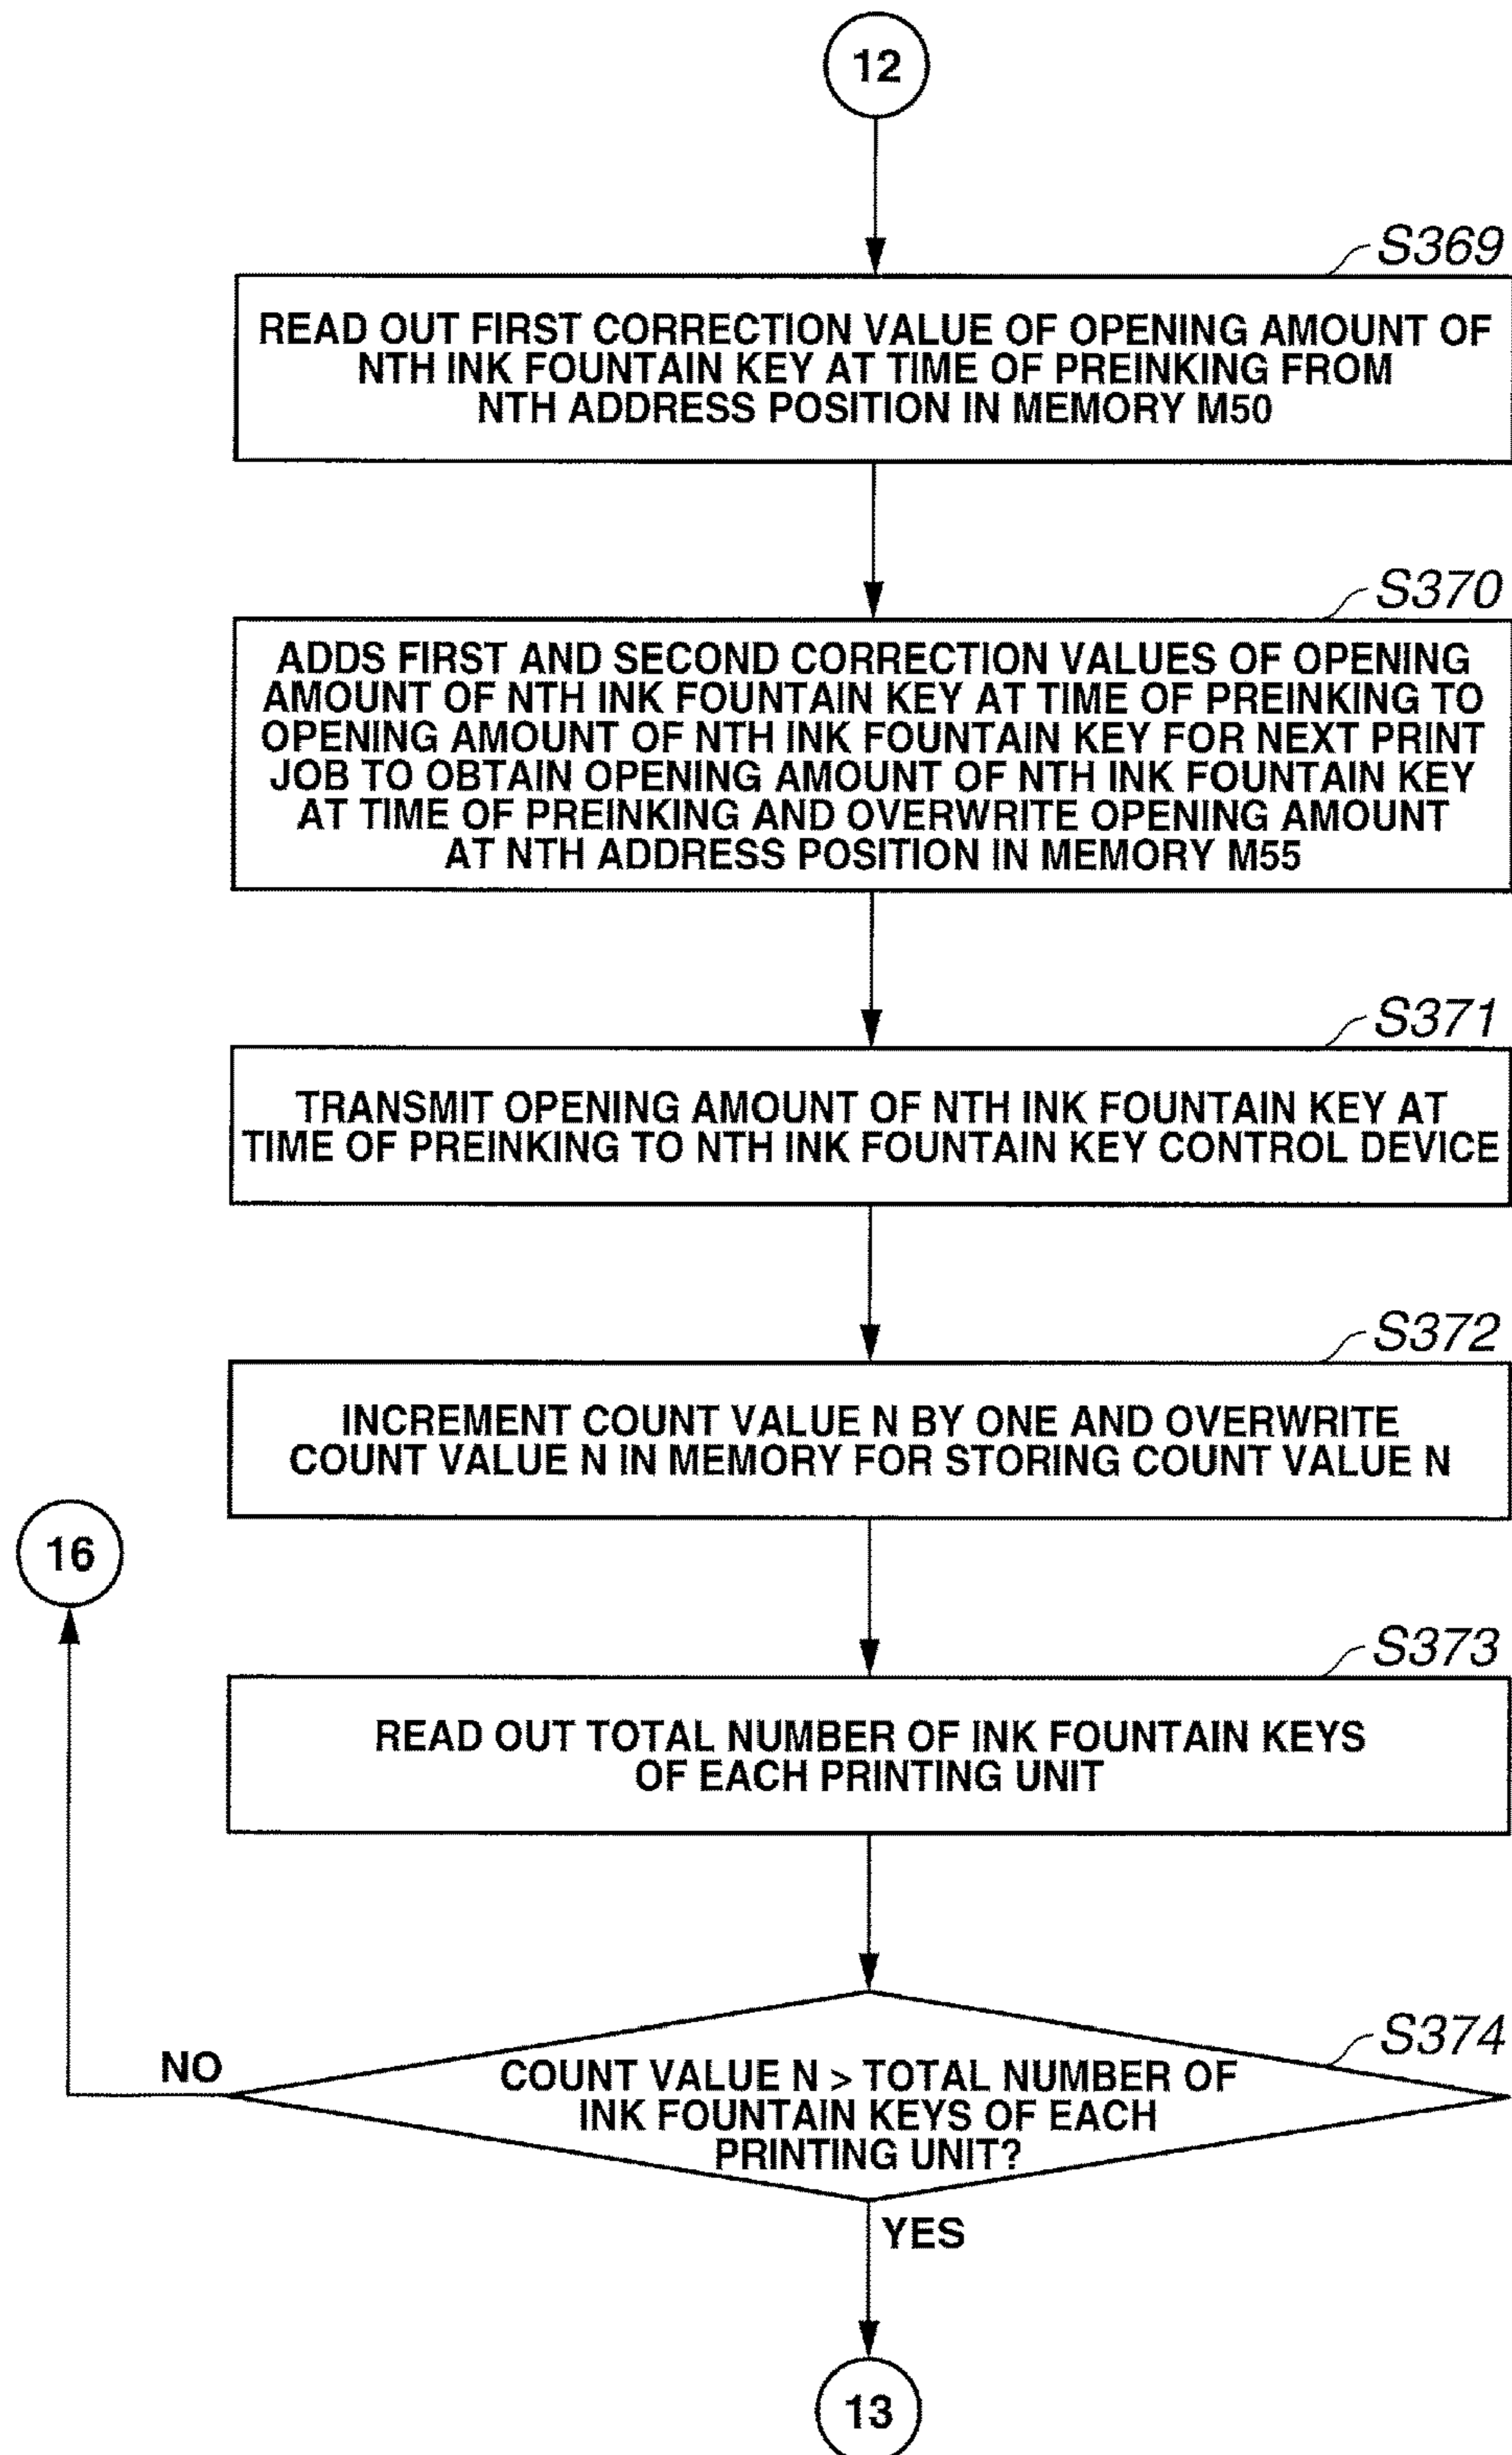 12
S369
READ OUT FIRST CORRECTION VALUE OF OPENING AMOUNT OF
NTH INK FOUNTAIN KEY AT TIME OF PREINKING FROM
NTH ADDRESS POSITION IN MEMORY M50
S370
ADDS FIRST AND SECOND CORRECTION VALUES OF OPENING
AMOUNT OF NTH INK FOUNTAIN KEY AT TIME OF PREINKING TO
OPENING AMOUNT OF NTH INK FOUNTAIN KEY FOR NEXT PRINT
JOB TO OBTAIN OPENING AMOUNT OF NTH INK FOUNTAIN KEY
AT TIME OF PREINKING AND OVERWRITE OPENING AMOUNT
AT NTH ADDRESS POSITION IN MEMORY M55
S371
TRANSMIT OPENING AMOUNT OF NTH INK FOUNTAIN KEY AT
TIME OF PREINKING TO NTH INK FOUNTAIN KEY CONTROL DEVICE
S372
INCREMENT COUNT VALUE N BY ONE AND OVERWRITE
COUNT VALUE N IN MEMORY FOR STORING COUNT VALUE N
16
S373
READ OUT TOTAL NUMBER OF INK FOUNTAIN KEYS
OF EACH PRINTING UNIT
S374
NO
COUNT VALUE N > TOTAL NUMBER OF
INK FOUNTAIN KEYS OF EACH
PRINTING UNIT?
YES
13